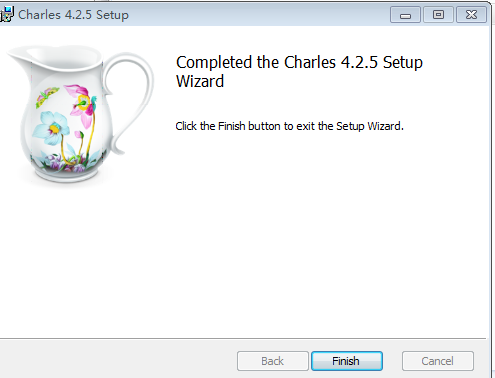 Charles 4.2.5 Setup
Completed the Charles 4.2.5 Setup
Wizard
Click the Finish button to exit the Setup Wizard.
Back
Finish
Cancel